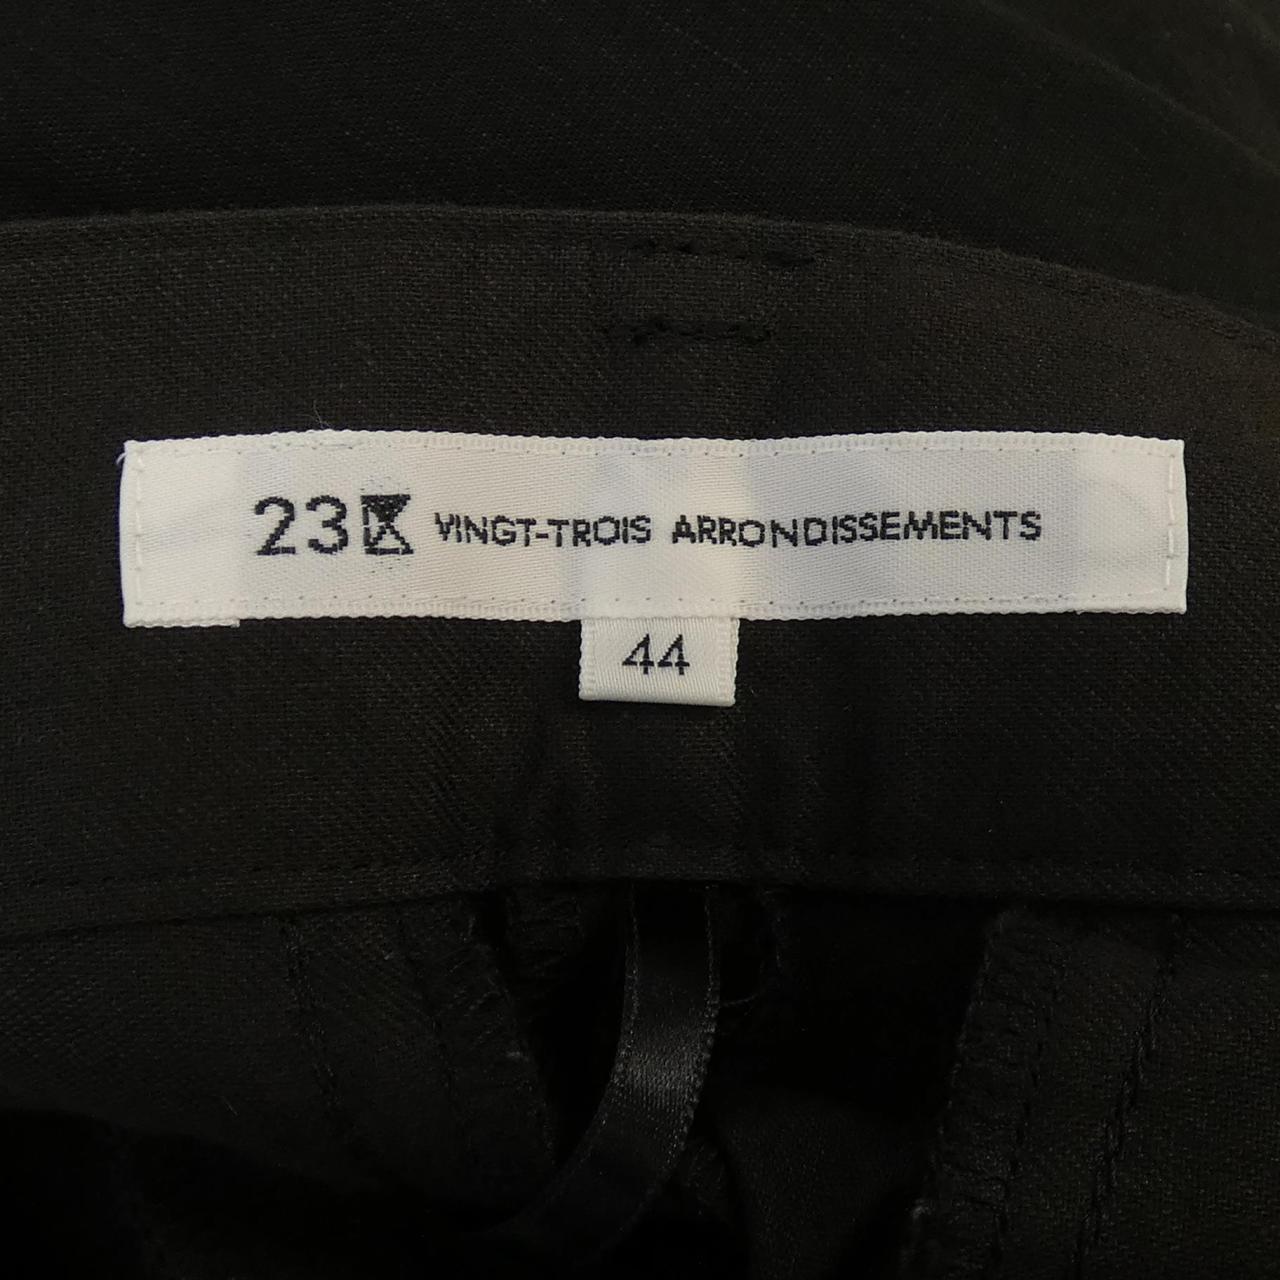 23区 VINGT-TROIS ARRONDISSEMENTS
44